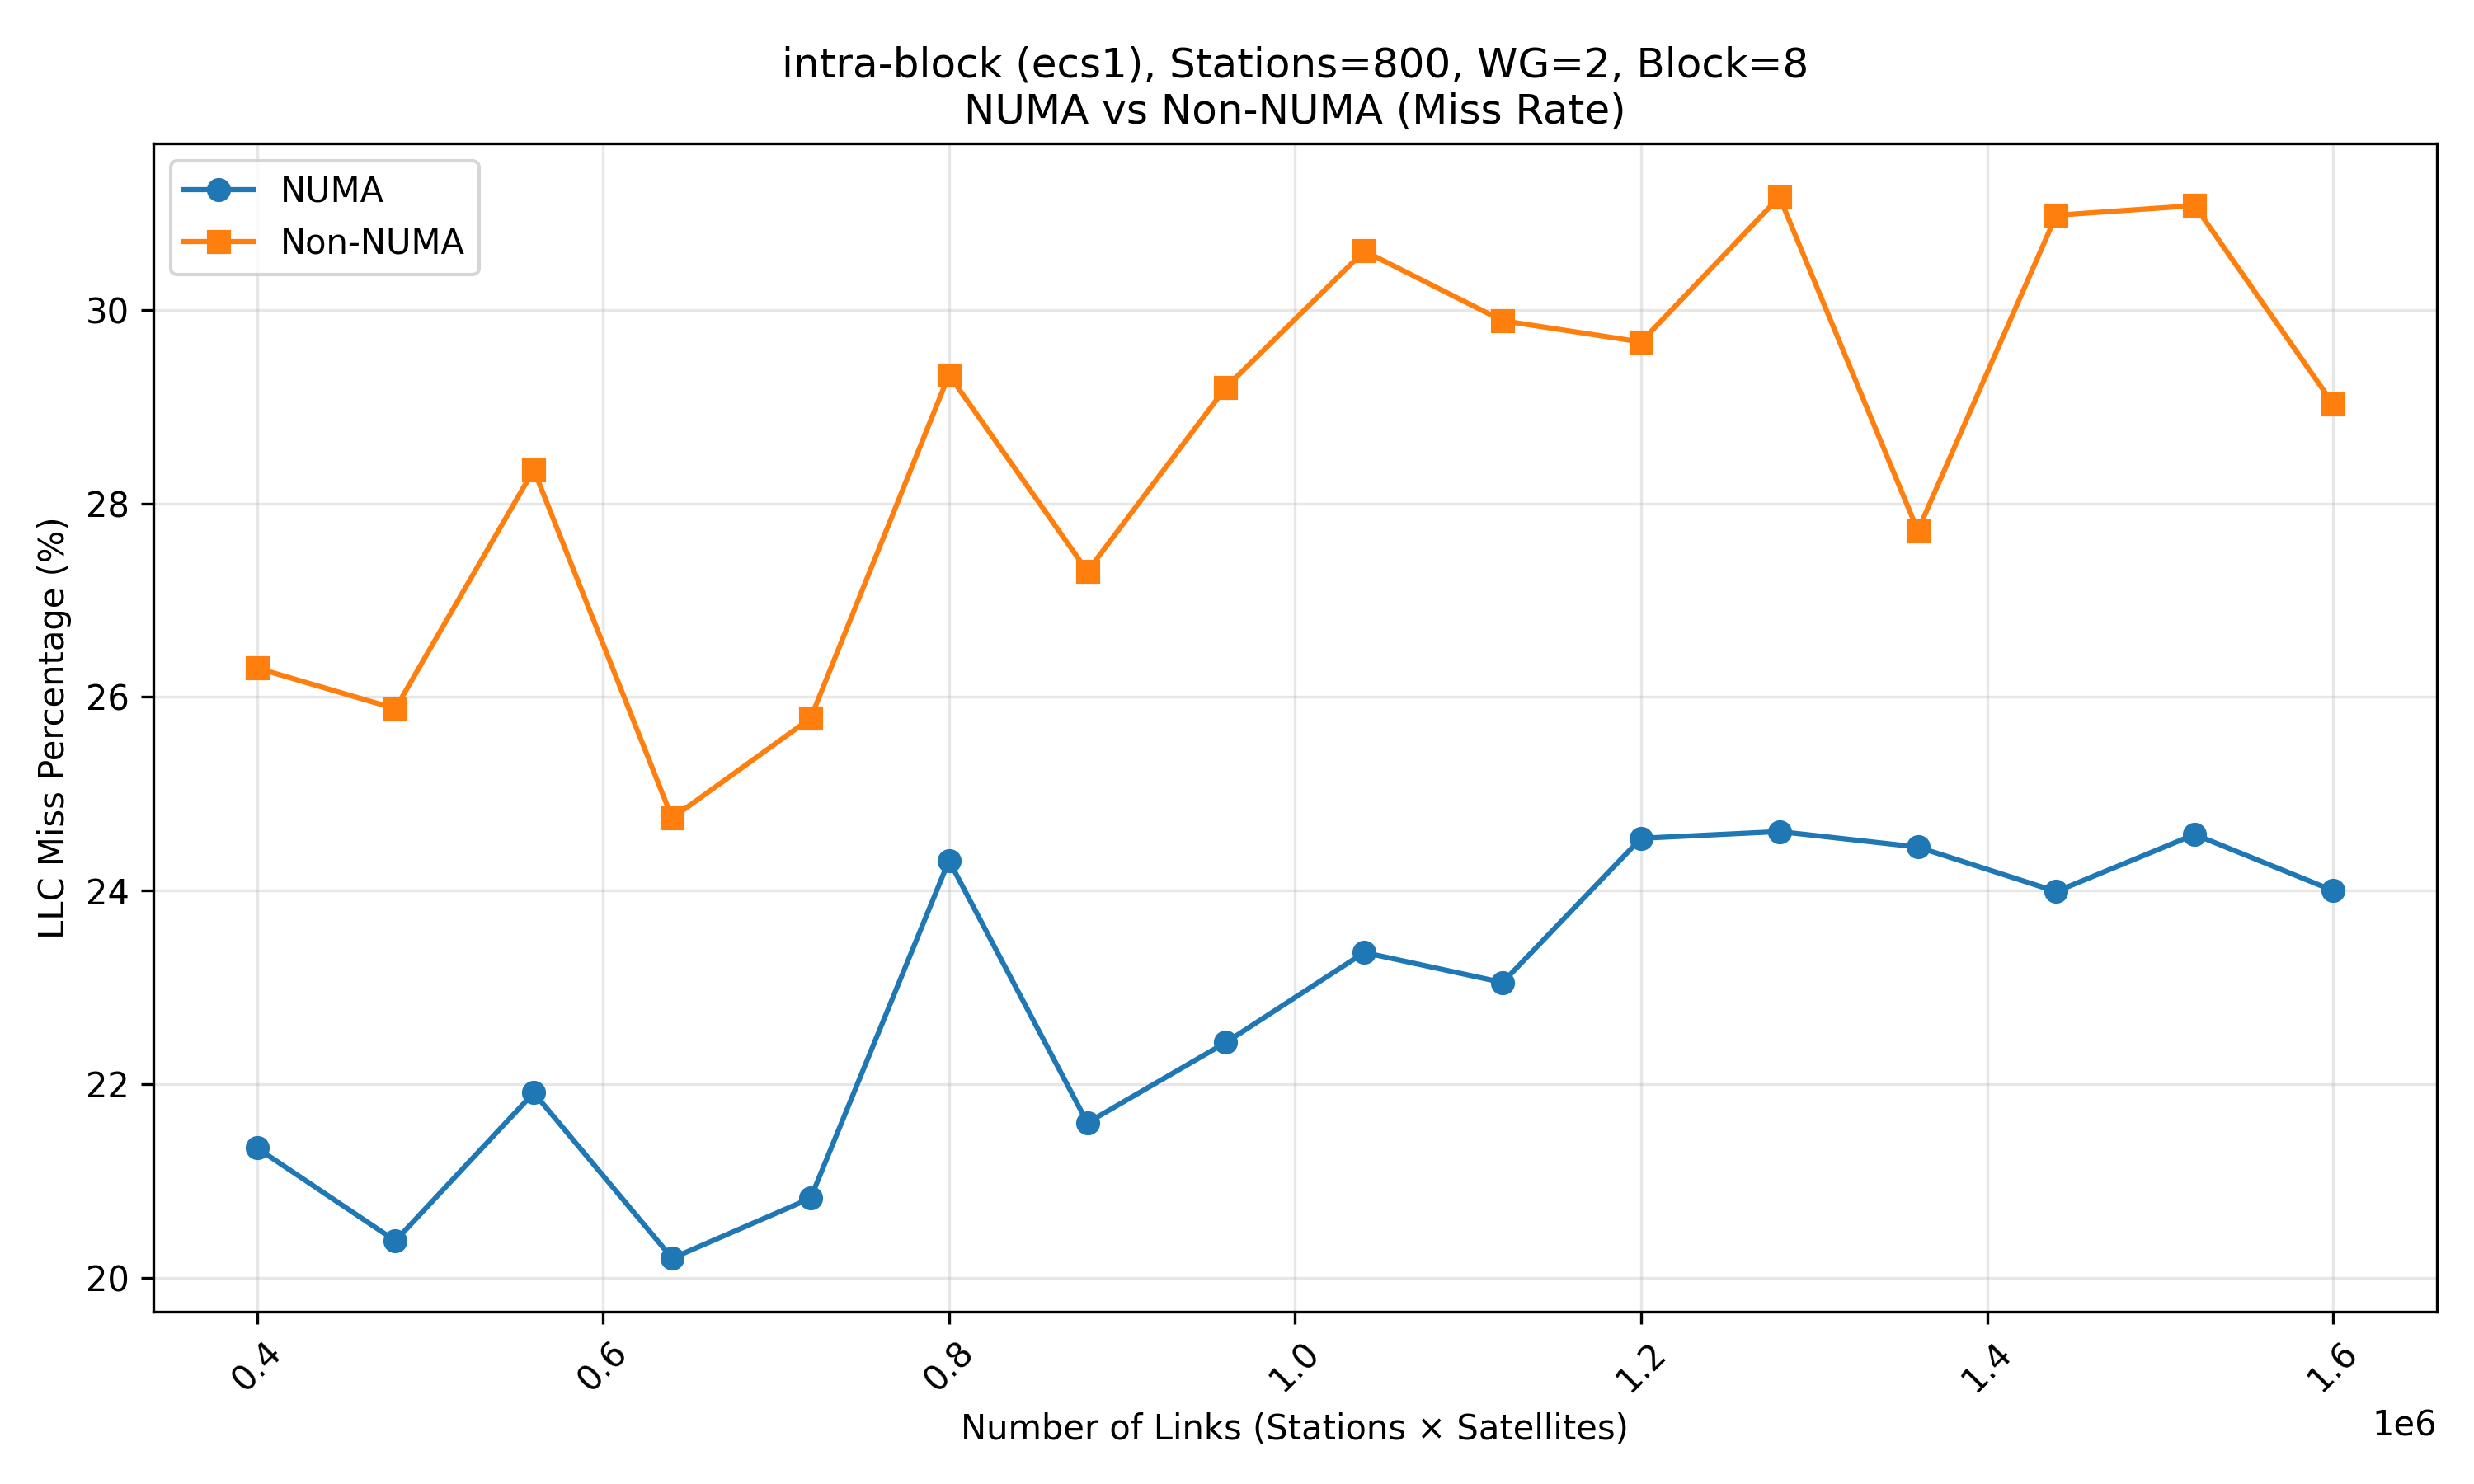 intra-block (ecs1), Stations=800, WG=2, Block=8
NUMA vs Non-NUMA (Miss Rate)
NUMA
Non-NUMA
LLC Miss Percentage (%)
30
28
26
24
22
20
0.4
0.6
0.8
1.0
1.2
1.4
1.6
1e6
Number of Links (Stations × Satellites)